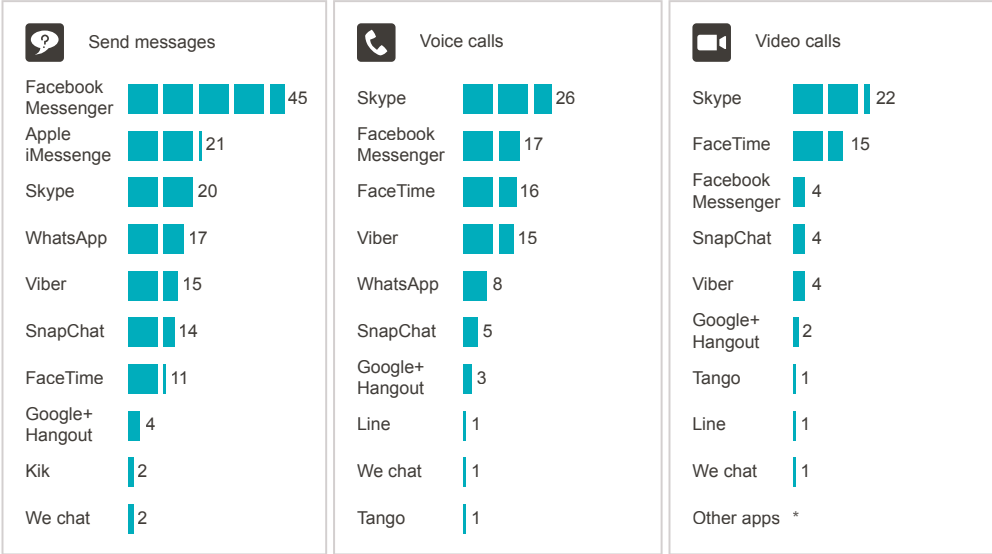 Send messages
Facebook
Messenger 45
Apple
iMessenge 21
Skype 20
WhatsApp 17
Viber 15
SnapChat 14
FaceTime 11
Google+
Hangout 4
Kik 2
We chat 2
Voice calls
Skype 26
Facebook
Messenger 17
FaceTime 16
Viber 15
WhatsApp 8
SnapChat 5
Google+
Hangout 3
Line 1
We chat 1
Tango 1
Video calls
Skype 22
FaceTime 15
Facebook
Messenger 4
SnapChat 4
Viber 4
Google+
Hangout 2
Tango 1
Line 1
We chat 1
Other apps *